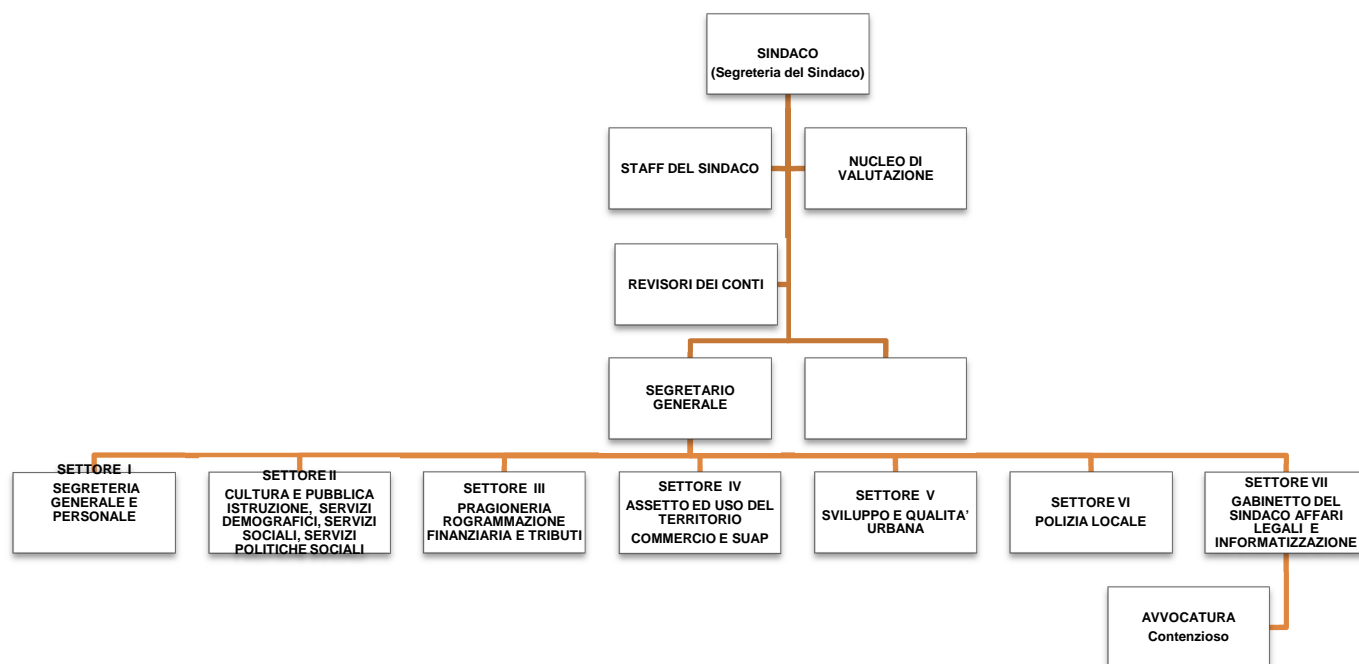 SINDACO
(Segreteria del Sindaco)
STAFF DEL SINDACO
NUCLEO DI
VALUTAZIONE
REVISORI DEI CONTI
SEGRETARIO
GENERALE
SETTORE I
SEGRETERIA
GENERALE E
PERSONALE
SETTORE II
CULTURA E PUBBLICA
ISTRUZIONE, SERVIZI
DEMOGRAFICI, SERVIZI
SOCIALI, SERVIZI
POLITICHE SOCIALI
SETTORE III
PRAGIONERIA
ROGRAMMAZIONE
FINANZIARIA E TRIBUTI
SETTORE IV
ASSETTO ED USO DEL
TERRITORIO
COMMERCIO E SUAP
SETTORE V
SVILUPPO E QUALITA’
URBANA
SETTORE VI
POLIZIA LOCALE
SETTORE VII
GABINETTO DEL
SINDACO AFFARI
LEGALI E
INFORMATIZZAZIONE
AVVOCATURA
Contenzioso